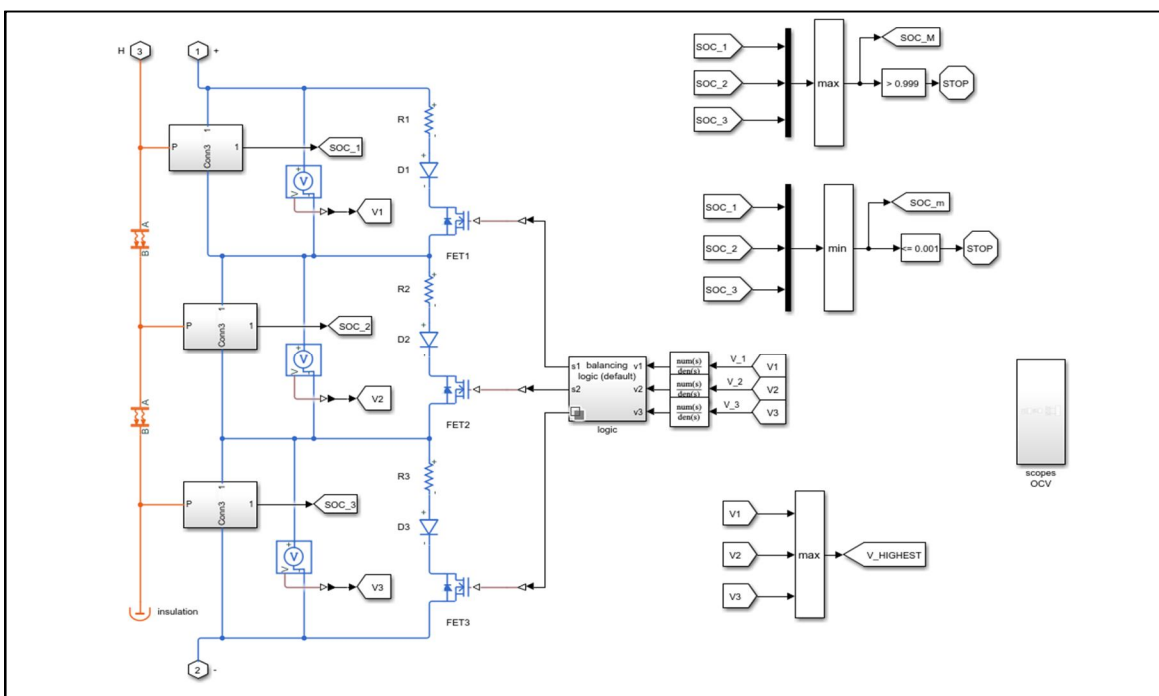 H 3
1 +
R1
+
-
P
Conn3
1
1
SOC_1
+
V
V
V1
D1
+
-
FET1
A
B
R2
+
-
P
Conn3
1
1
SOC_2
+
V
V
V2
D2
+
-
FET2
A
B
R3
+
-
P
Conn3
1
1
SOC_3
+
V
V
V3
D3
+
-
FET3
insulation
2 -
s1
s2
balancing
logic (default)
v1
v2
v3
logic
num(s)
den(s)
num(s)
den(s)
num(s)
den(s)
V_1
V_2
V_3
V1
V2
V3
SOC_1
SOC_2
SOC_3
max
SOC_M
> 0.999
STOP
SOC_1
SOC_2
SOC_3
min
SOC_m
<= 0.001
STOP
V1
V2
V3
max
V_HIGHEST
scopes
OCV